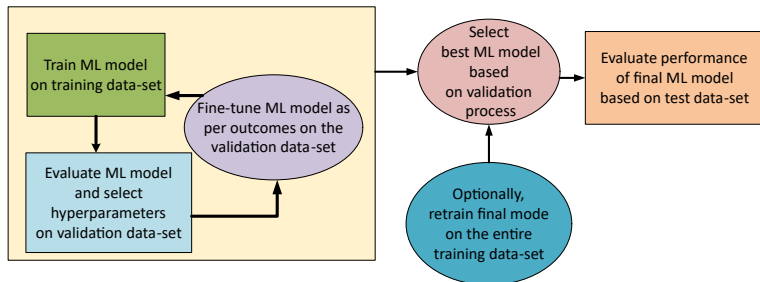 Train ML model
on training data-set
Fine-tune ML model as
per outcomes on the
validation data-set
Evaluate ML model
and select
hyperparameters
on validation data-set
Select
best ML model
based
on validation
process
Evaluate performance
of final ML model
based on test data-set
Optionally,
retrain final mode
on the entire
training data-set